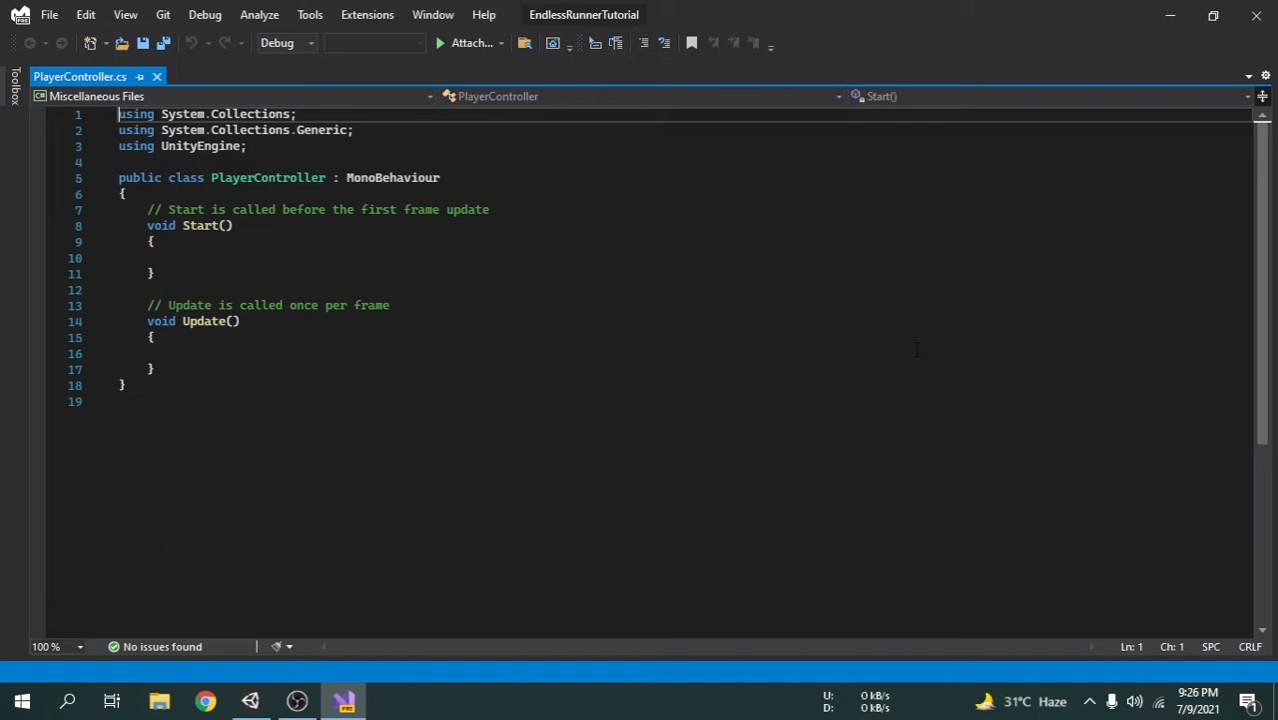 File Edit View Git Debug Analyze Tools Extensions Window Help EndlessRunnerTutorial
Debug Attach...
Toolbox
PlayerController.cs
Miscellaneous Files PlayerController Start()
1 using System.Collections;
2 using System.Collections.Generic;
3 using UnityEngine;
4
5 public class PlayerController : MonoBehaviour
6 {
7 // Start is called before the first frame update
8 void Start()
9 {
10
11 }
12
13 // Update is called once per frame
14 void Update()
15 {
16
17 }
18 }
19
100 % No issues found Ln: 1 Ch: 1 SPC CRLF
U: 0 kB/s
D: 0 kB/s
31°C Haze
9:26 PM
7/9/2021
1